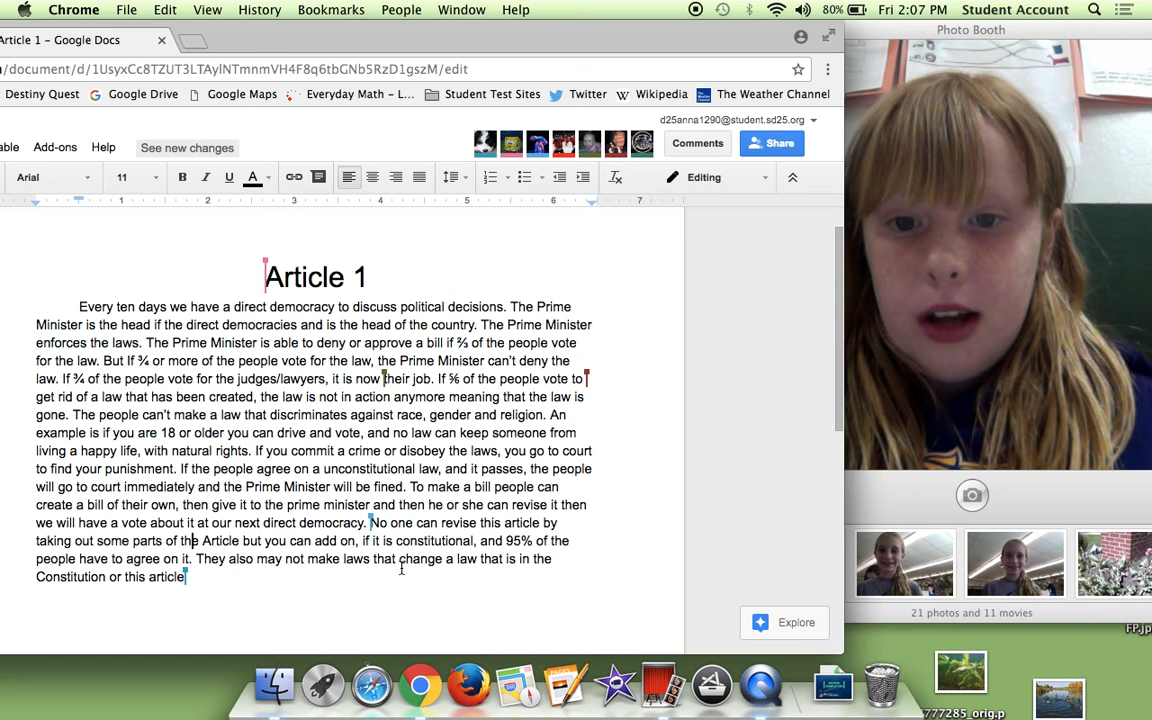 Chrome File Edit View History Bookmarks People Window Help 80% Fri 2:07 PM Student Account
Photo Booth
Article 1 - Google Docs
/document/d/1UsyxCc8TZUT3LTAylNTmnmVH4F8q6tbGNb5RzD1gszM/edit
Destiny Quest Google Drive Google Maps Everyday Math – L... Student Test Sites Twitter Wikipedia The Weather Channel
d25anna1290@student.sd25.org
able Add-ons Help See new changes Comments Share
Arial 11 B I U A Editing
1 2 3 4 5 6 7
Article 1
Every ten days we have a direct democracy to discuss political decisions. The Prime
Minister is the head if the direct democracies and is the head of the country. The Prime Minister
enforces the laws. The Prime Minister is able to deny or approve a bill if ⅔ of the people vote
for the law. But If ¾ or more of the people vote for the law, the Prime Minister can't deny the
law. If ¾ of the people vote for the judges/lawyers, it is now their job. If ⅚ of the people vote to
get rid of a law that has been created, the law is not in action anymore meaning that the law is
gone. The people can't make a law that discriminates against race, gender and religion. An
example is if you are 18 or older you can drive and vote, and no law can keep someone from
living a happy life, with natural rights. If you commit a crime or disobey the laws, you go to court
to find your punishment. If the people agree on a unconstitutional law, and it passes, the people
will go to court immediately and the Prime Minister will be fined. To make a bill people can
create a bill of their own, then give it to the prime minister and then he or she can revise it then
we will have a vote about it at our next direct democracy. No one can revise this article by
taking out some parts of the Article but you can add on, if it is constitutional, and 95% of the
people have to agree on it. They also may not make laws that change a law that is in the
Constitution or this article
21 photos and 11 movies
Explore
FP.jp
777285_orig.p